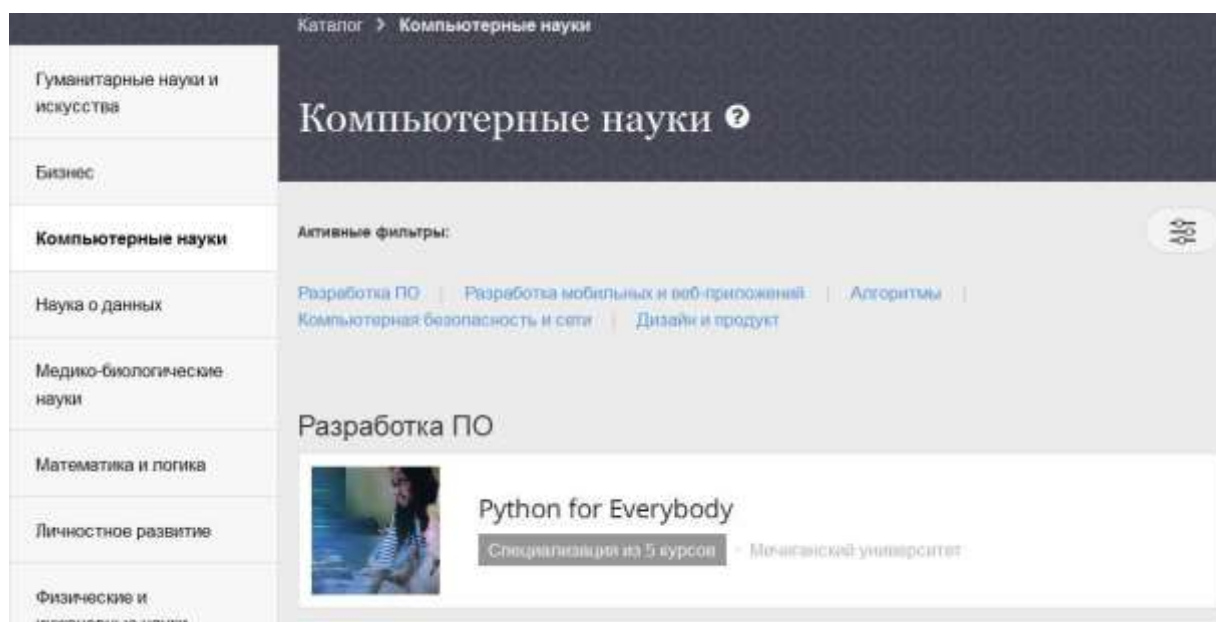 Каталог > Компьютерные науки
Гуманитарные науки и
искусства
Бизнес
Компьютерные науки
Наука о данных
Медико-биологические
науки
Математика и логика
Личностное развитие
Физические и
Компьютерные науки ?
Активные фильтры:
Разработка ПО | Разработка мобильных и веб-приложений | Алгоритмы |
Компьютерная безопасность и сети | Дизайн и продукт
Разработка ПО
Python for Everybody
Специализация из 5 курсов · Мичиганский университет